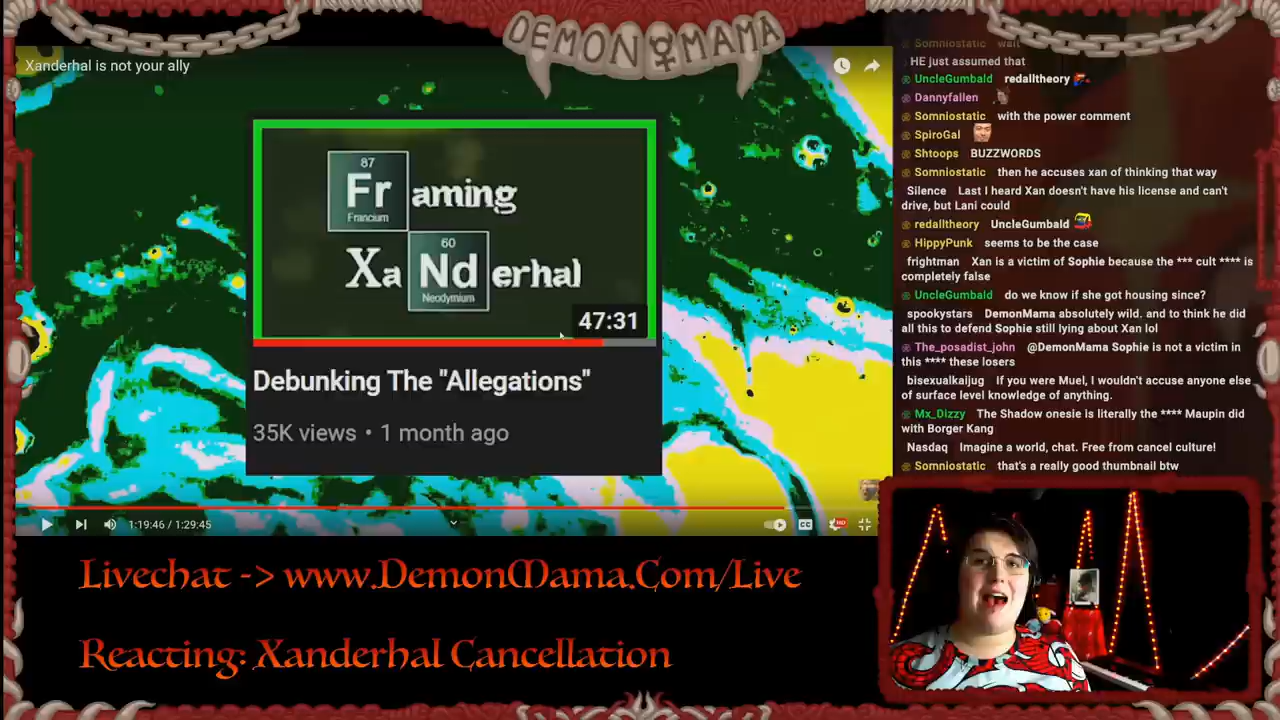 DEMON MAMA
Xanderhal is not your ally
87
Fr aming
Francium
60
Xa Nd erhal
Neodymium
47:31
Debunking The "Allegations"
35K views • 1 month ago
1:19:46 / 1:29:45
CC
HD
Livechat -> www.DemonMama.Com/Live
Reacting: Xanderhal Cancellation
Somniostatic wait
HE just assumed that
UncleGumbald redalltheory
Dannyfallen
Somniostatic with the power comment
SpiroGal
Shtoops BUZZWORDS
Somniostatic then he accuses xan of thinking that way
Silence Last I heard Xan doesn't have his license and can't
drive, but Lani could
redalltheory UncleGumbald
HippyPunk seems to be the case
frightman Xan is a victim of Sophie because the *** cult **** is
completely false
UncleGumbald do we know if she got housing since?
spookystars DemonMama absolutely wild. and to think he did
all this to defend Sophie still lying about Xan lol
The_posadist_john @DemonMama Sophie is not a victim in
this **** these losers
bisexualkaijug If you were Muel, I wouldn't accuse anyone else
of surface level knowledge of anything.
Mx_Dizzy The Shadow onesie is literally the **** Maupin did
with Borger Kang
Nasdaq Imagine a world, chat. Free from cancel culture!
Somniostatic that's a really good thumbnail btw